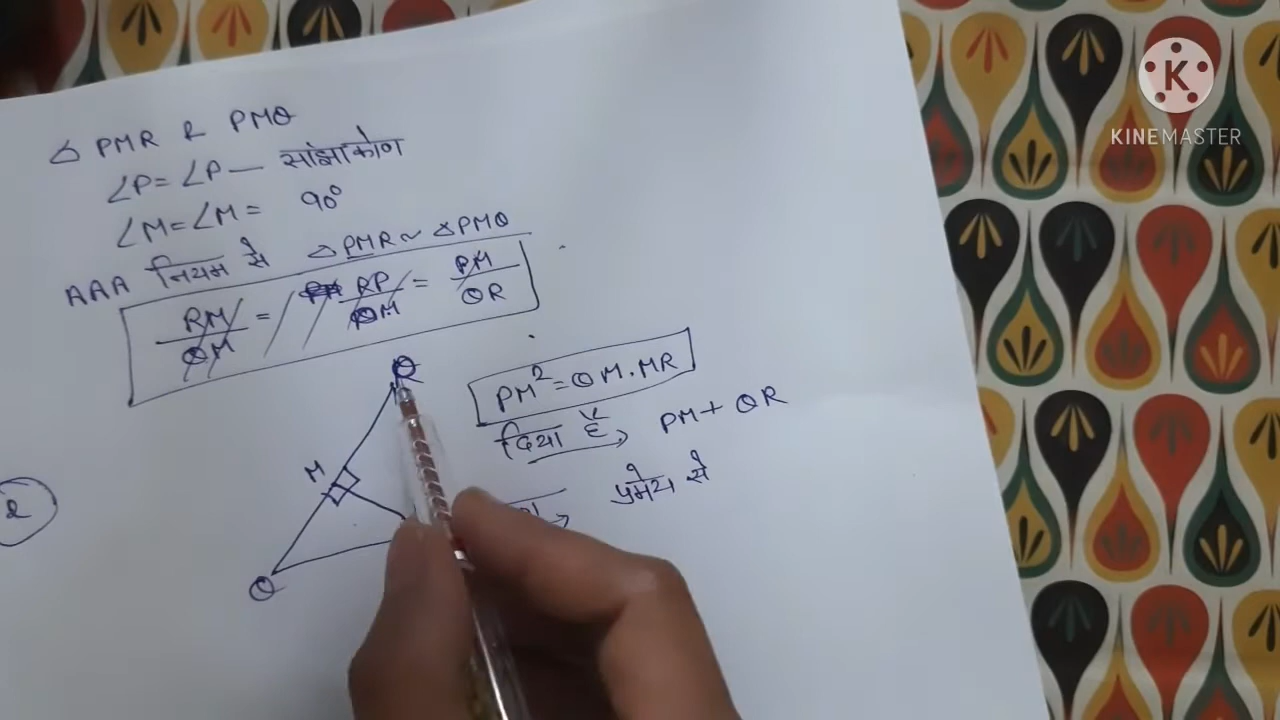 △ PMR & PMQ
∠P = ∠P — सांझाकोण
∠M = ∠M = 90°
AAA नियम से △PMR ~ △PMQ
RM/QM = RP/QM = PM/QR
PM² = QM.MR
दिया है → PM ⊥ QR
प्रमेय से
2
R
M
Q
K
KINEMASTER